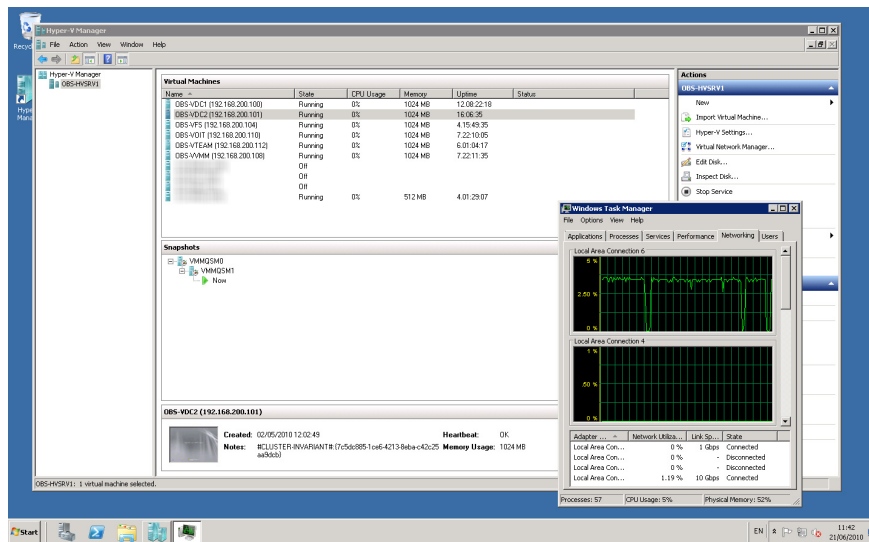 Recyc
Hype
Mana
Hyper-V Manager
File Action View Window Help
Hyper-V Manager
OBS-HVSRV1
Virtual Machines
Name State CPU Usage Memory Uptime Status
OBS-VDC1 (192.168.200.100) Running 0% 1024 MB 12.08:22:18
OBS-VDC2 (192.168.200.101) Running 0% 1024 MB 16:06:35
OBS-VFS (192.168.200.104) Running 0% 1024 MB 4.15:49:35
OBS-VOIT (192.168.200.110) Running 0% 1024 MB 7.22:10:05
OBS-VTEAM (192.168.200.112) Running 0% 1024 MB 6.01:04:17
OBS-VVMM (192.168.200.108) Running 0% 1024 MB 7.22:11:35
Off
Off
Off
Running 0% 512 MB 4.01:29:07
Snapshots
VMMQSM0
VMMQSM1
Now
OBS-VDC2 (192.168.200.101)
Created: 02/05/2010 12:02:49 Heartbeat: OK
Notes: #CLUSTER-INVARIANT#:{7c5dc885-1ce6-4213-8eba-c42c25 Memory Usage: 1024 MB
aa9dcb}
OBS-HVSRV1: 1 virtual machine selected.
Actions
OBS-HVSRV1
New
Import Virtual Machine...
Hyper-V Settings...
Virtual Network Manager...
Edit Disk...
Inspect Disk...
Stop Service
Windows Task Manager
File Options View Help
Applications Processes Services Performance Networking Users
Local Area Connection 6
5 %
2.50 %
0 %
Local Area Connection 4
1 %
.50 %
0 %
Adapter ... Network Utiliza... Link Sp... State
Local Area Con... 0 % 1 Gbps Connected
Local Area Con... 0 % - Disconnected
Local Area Con... 0 % - Disconnected
Local Area Con... 1.19 % 10 Gbps Connected
Processes: 57 CPU Usage: 5% Physical Memory: 52%
Start
EN
11:42
21/06/2010